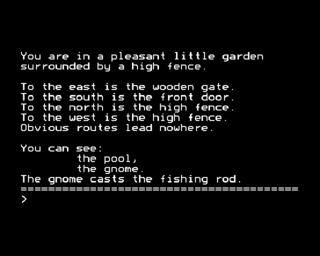 You are in a pleasant little garden
surrounded by a high fence.
To the east is the wooden gate.
To the south is the front door.
To the north is the high fence.
To the west is the high fence.
Obvious routes lead nowhere.
You can see:
the pool,
the gnome.
The gnome casts the fishing rod.
========================================
>